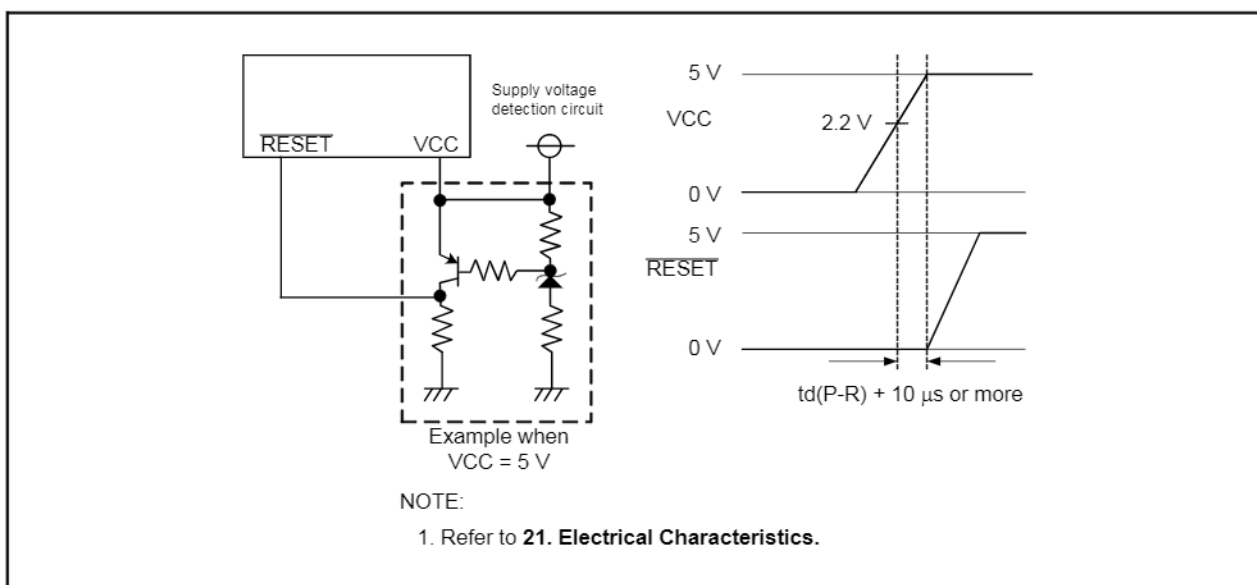 Supply voltage
detection circuit
RESET
VCC
Example when
VCC = 5 V
5 V
VCC
2.2 V
0 V
5 V
RESET
0 V
td(P-R) + 10 μs or more
NOTE:
1. Refer to 21. Electrical Characteristics.